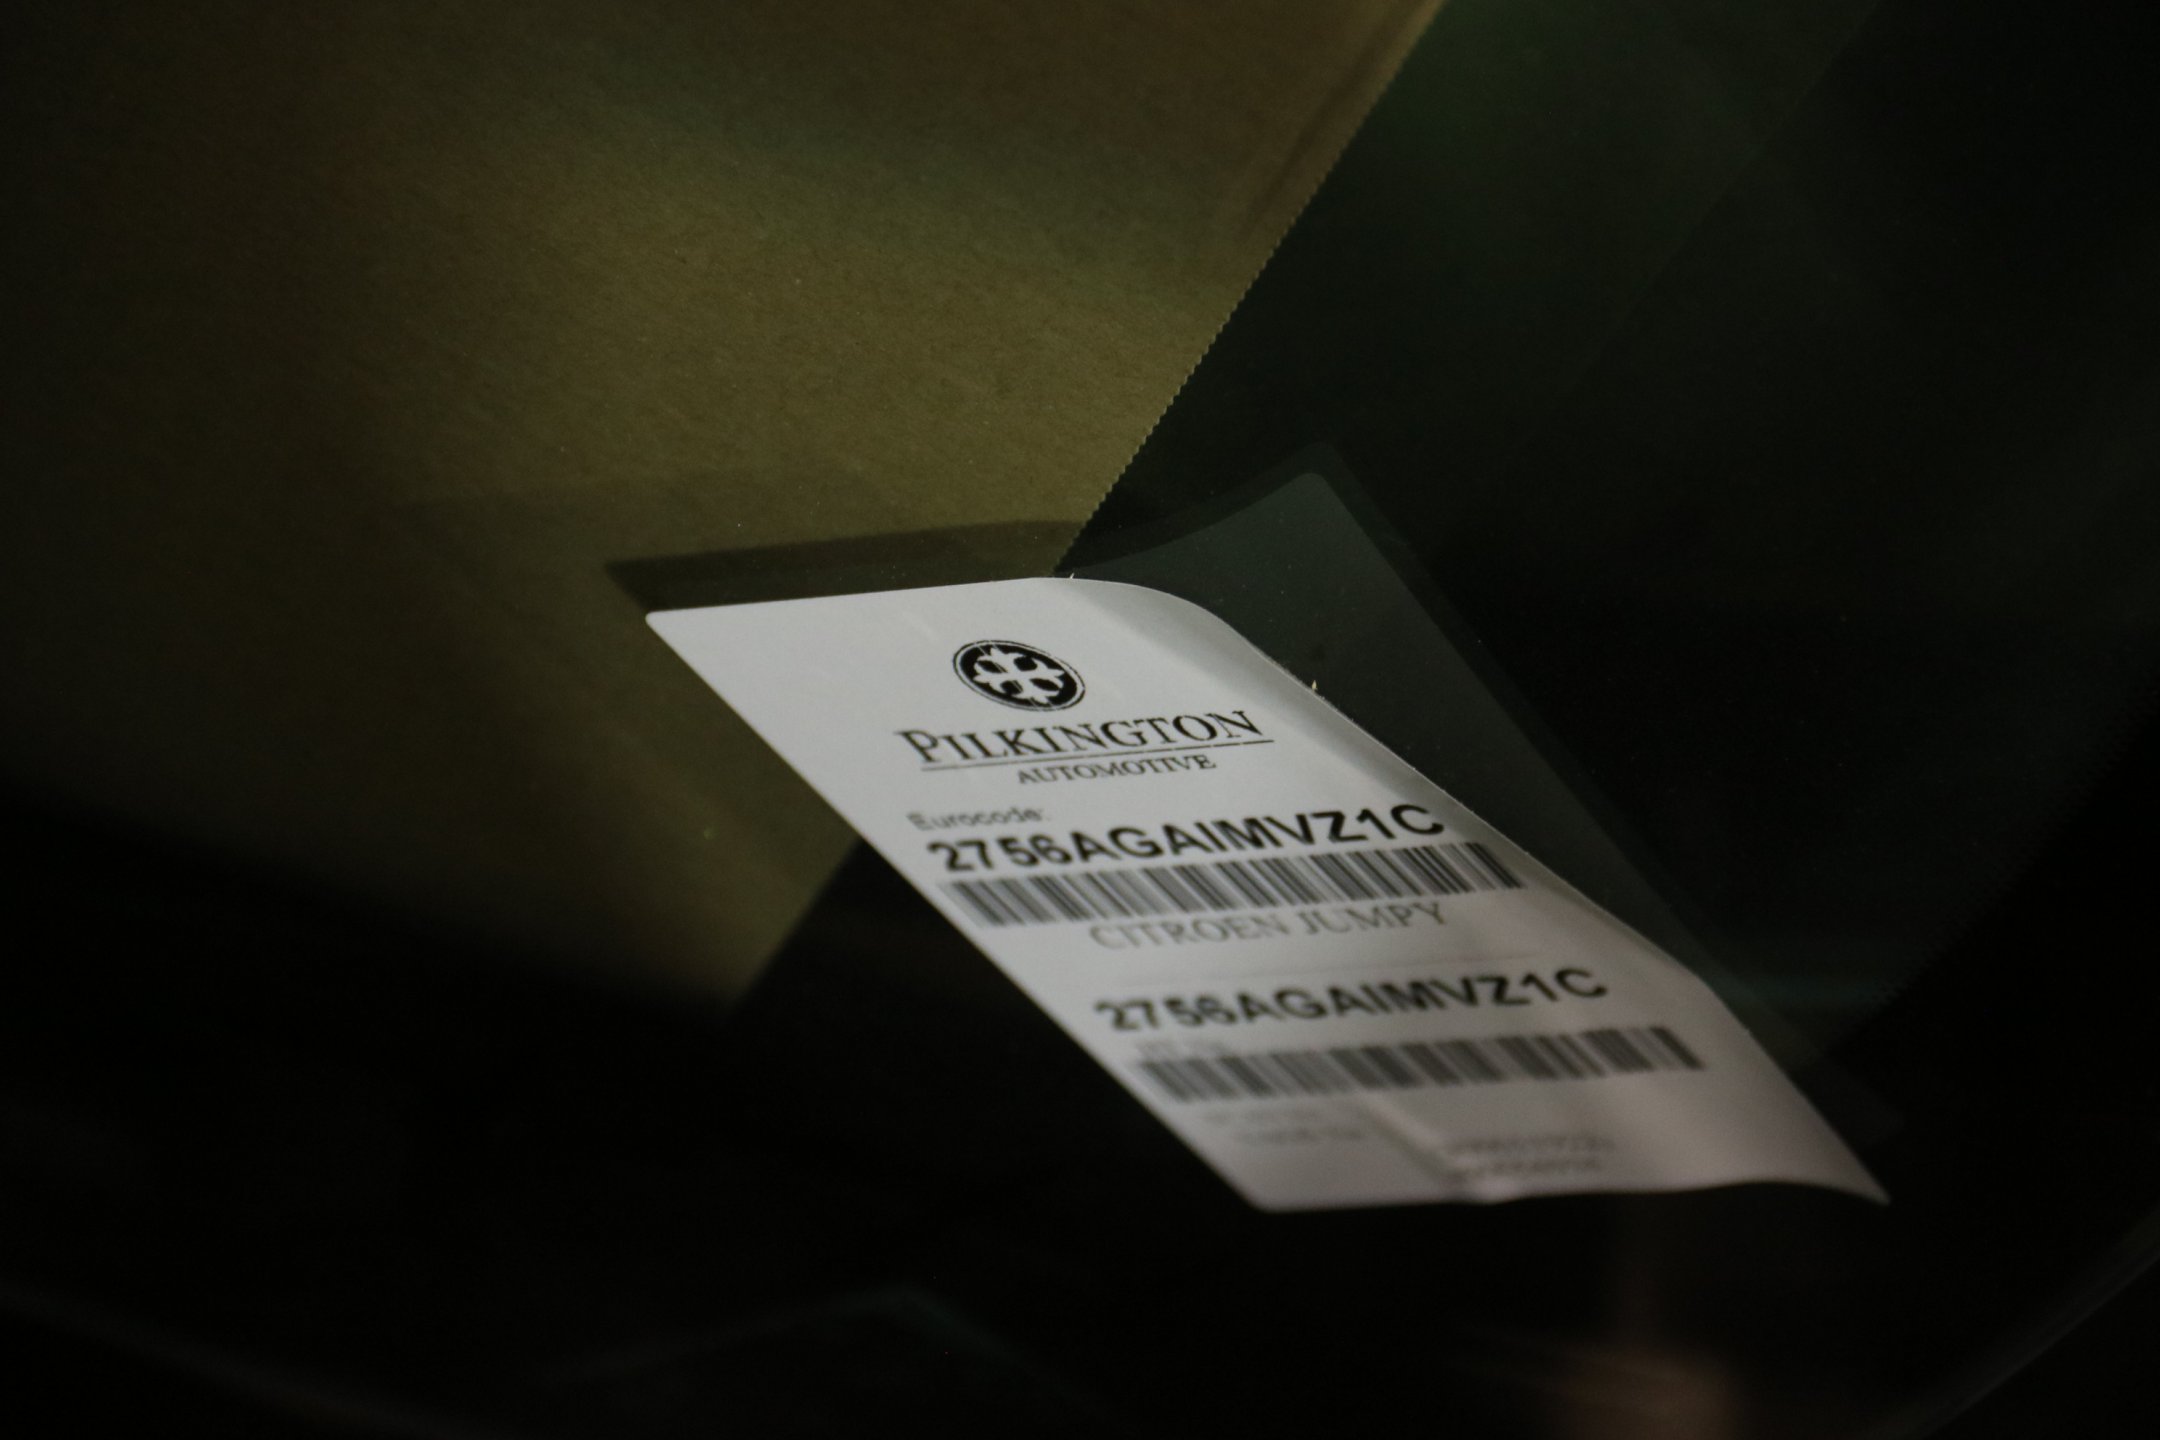 PILKINGTON
AUTOMOTIVE
Eurocode:
2756AGAIMVZ1C
CITROEN JUMPY
2756AGAIMVZ1C